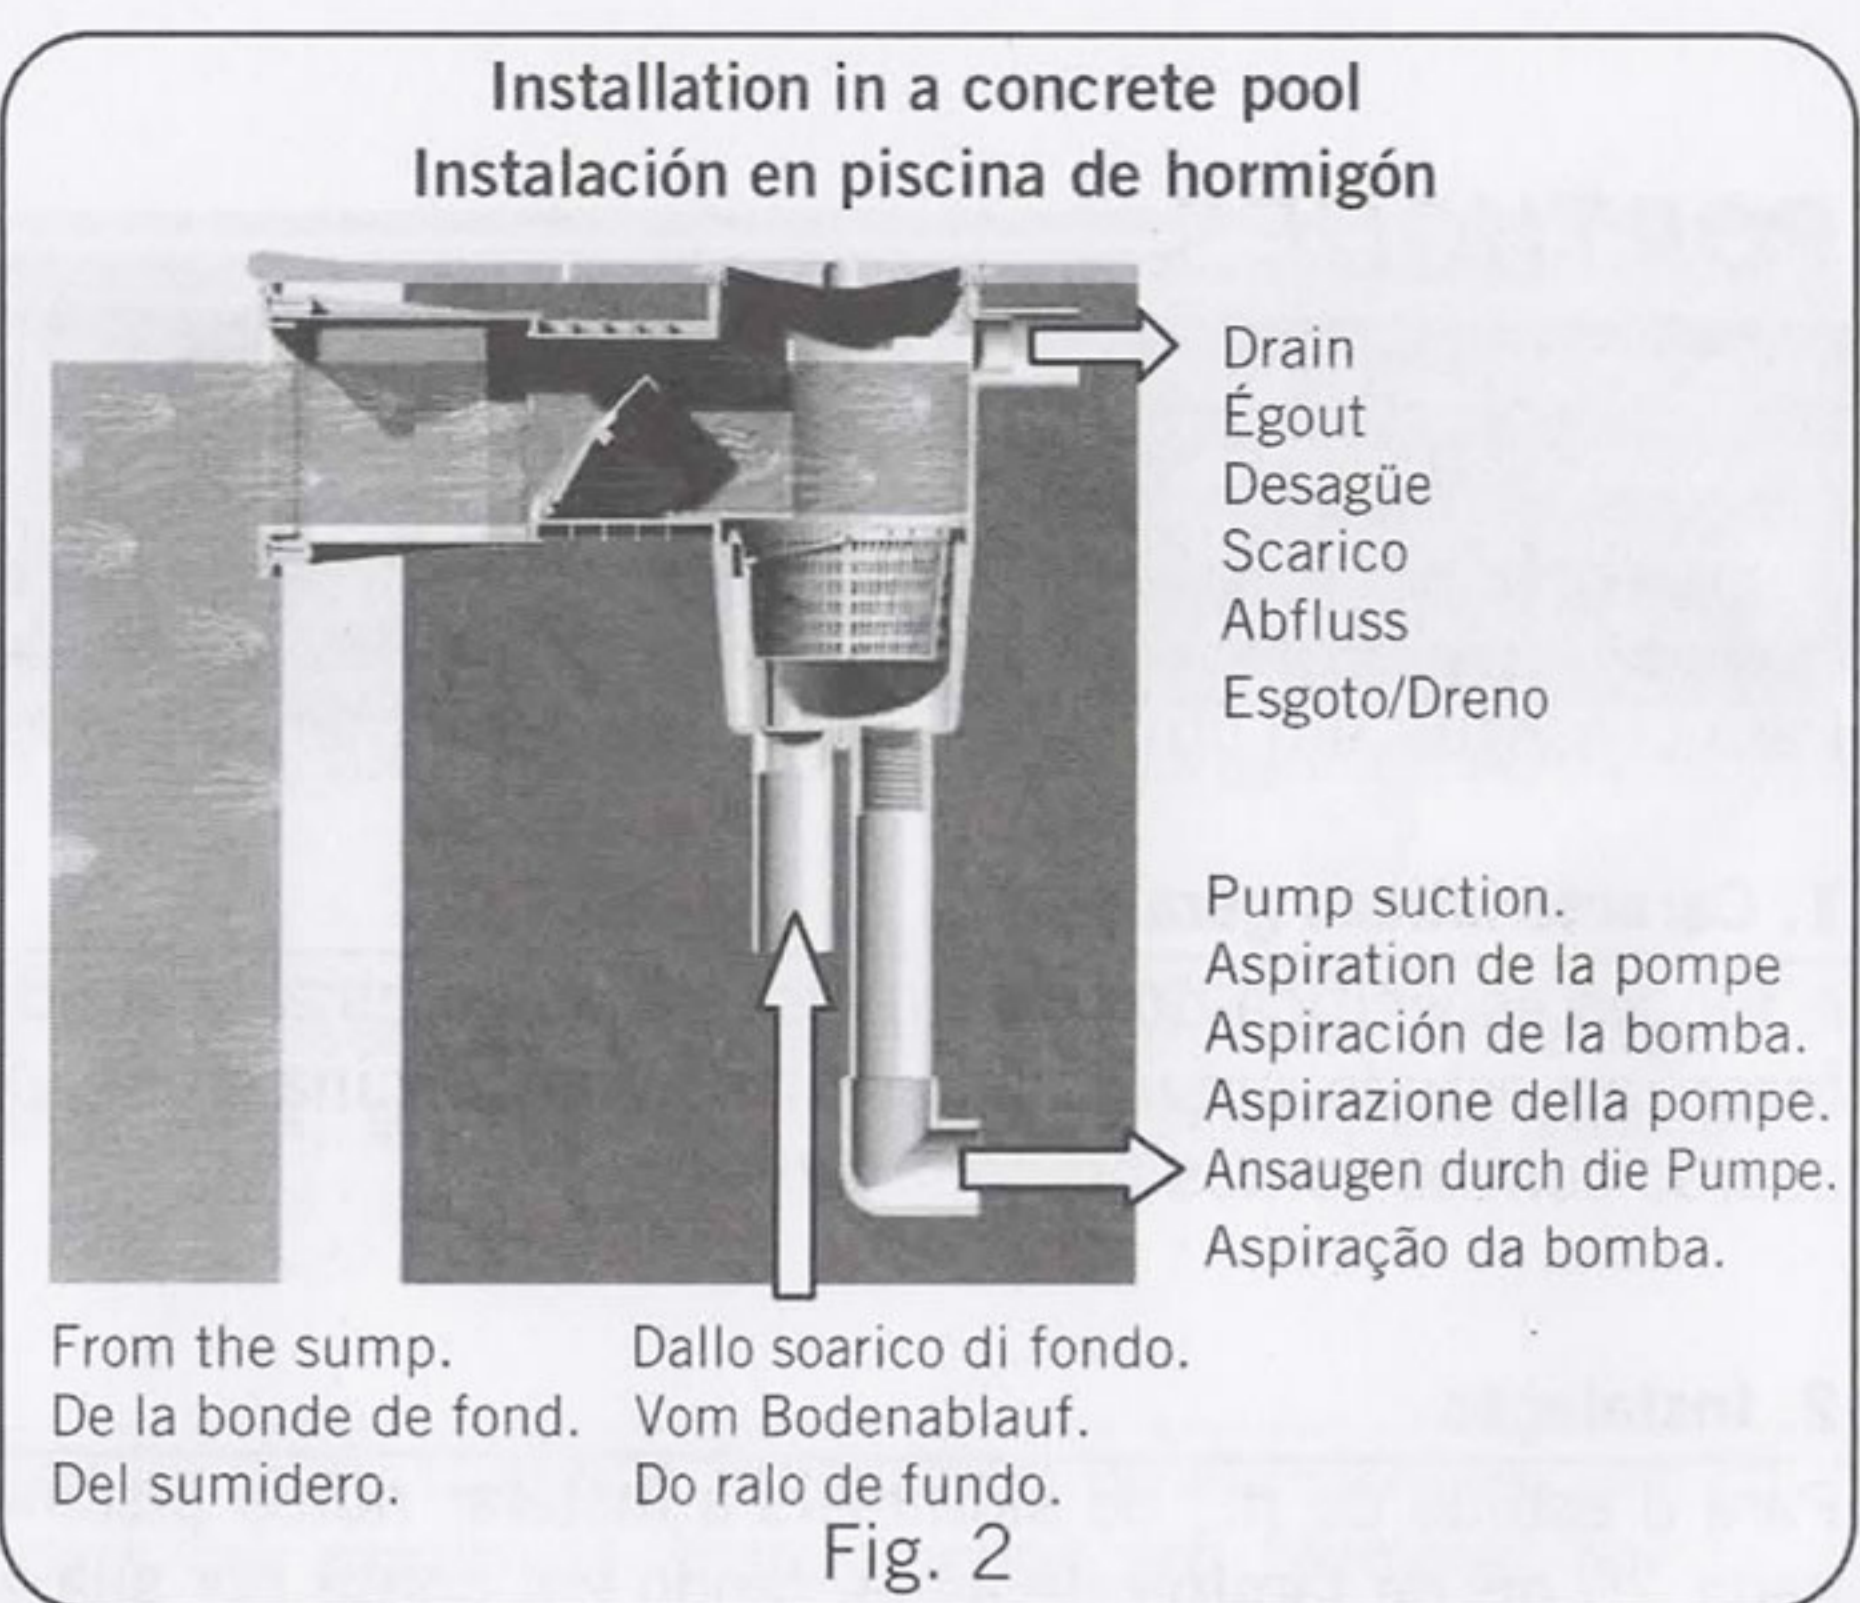 Installation in a concrete pool
Instalación en piscina de hormigón
Drain
Égout
Desagüe
Scarico
Abfluss
Esgoto/Dreno
Pump suction.
Aspiration de la pompe
Aspiración de la bomba.
Aspirazione della pompe.
Ansaugen durch die Pumpe.
Aspiração da bomba.
From the sump.
De la bonde de fond.
Del sumidero.
Dallo soarico di fondo.
Vom Bodenablauf.
Do ralo de fundo.
Fig. 2